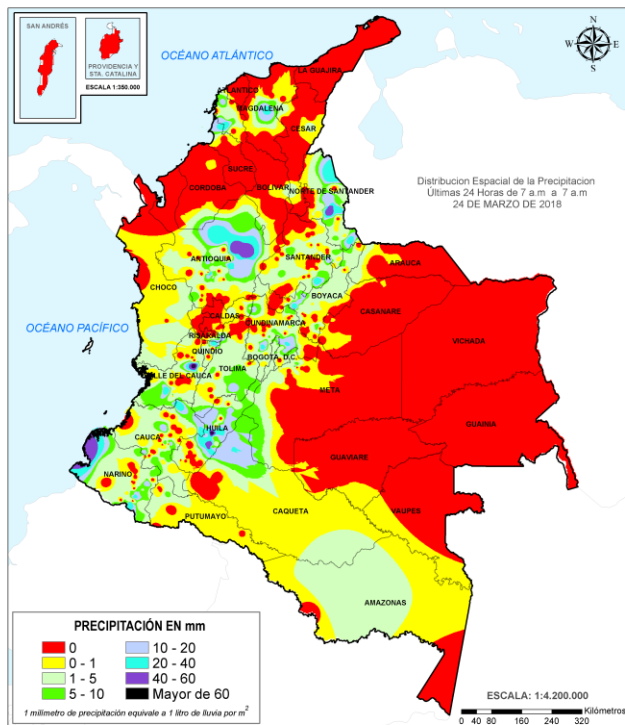 SAN ANDRÉS
PROVIDENCIA Y
STA. CATALINA
ESCALA 1:350.000
OCÉANO ATLÁNTICO
N
W E
S
LA GUAJIRA
ATLANTICO
MAGDALENA
CESAR
Distribucion Espacial de la Precipitacion
Últimas 24 Horas de 7 a.m a 7 a.m
24 DE MARZO DE 2018
SUCRE
CORDOBA
BOLIVAR
NORTE DE SANTANDER
ANTIOQUIA
SANTANDER
ARAUCA
CHOCO
BOYACA
CASANARE
OCÉANO PACÍFICO
CALDAS
CUNDINAMARCA
RISARALDA
VICHADA
QUINDIO
BOGOTA, D.C.
TOLIMA
VALLE DEL CAUCA
META
GUAINIA
HUILA
CAUCA
GUAVIARE
NARIÑO
VAUPES
CAQUETA
PUTUMAYO
AMAZONAS
PRECIPITACIÓN EN mm
0
0 - 1
1 - 5
5 - 10
10 - 20
20 - 40
40 - 60
Mayor de 60
1 milímetro de precipitación equivale a 1 litro de lluvia por m²
ESCALA: 1:4.200.000
Kilómetros
0 40 80 160 240 320